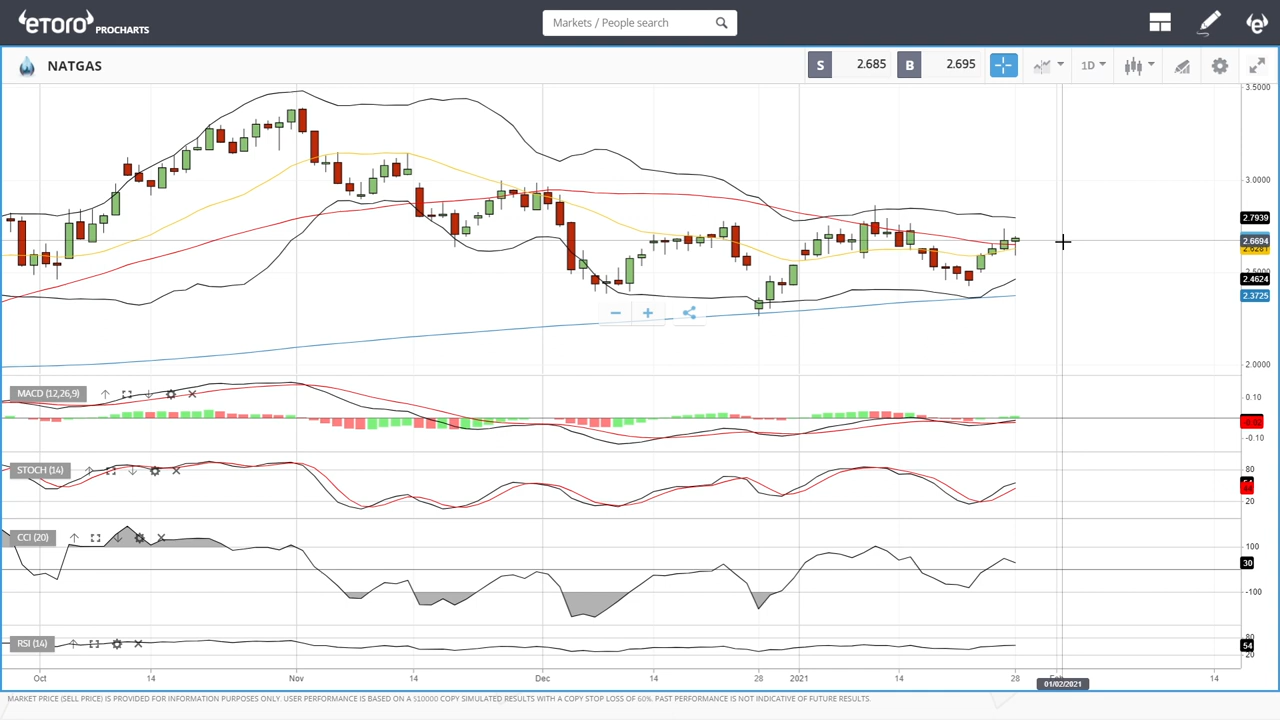 eToro PROCHARTS
Markets / People search
NATGAS
S 2.685 B 2.695
1D
3.5000
3.0000
2.7939
2.6694
2.4624
2.3725
2.0000
MACD (12,26,9)
0.10
-0.10
STOCH (14)
80
20
CCI (20)
100
30
-100
RSI (14)
80
54
20
Oct 14 Nov 14 Dec 14 28 2021 14 28 14
01/02/2021
MARKET PRICE (SELL PRICE) IS PROVIDED FOR INFORMATION PURPOSES ONLY. USER PERFORMANCE IS BASED ON A $10000 COPY SIMULATED RESULTS WITH A COPY STOP LOSS OF 60%. PAST PERFORMANCE IS NOT INDICATIVE OF FUTURE RESULTS.